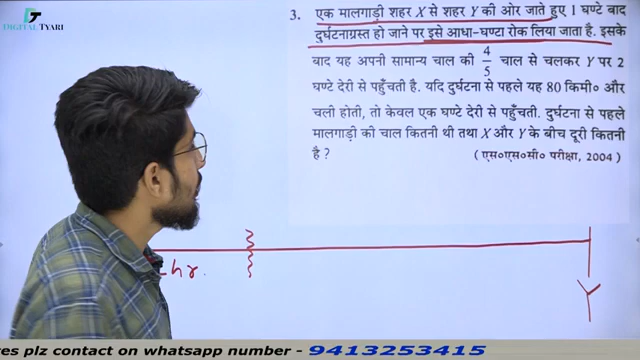 DT
DIGITAL TYARI
3. एक मालगाड़ी शहर X से शहर Y की ओर जाते हुए 1 घण्टे बाद
दुर्घटनाग्रस्त हो जाने पर इसे आधा-घण्टा रोक लिया जाता है। इसके
बाद यह अपनी सामान्य चाल की 4/5 चाल से चलकर Y पर 2
घण्टे देरी से पहुँचती है। यदि दुर्घटना से पहले यह 80 किमी० और
चली होती, तो केवल एक घण्टे देरी से पहुँचती। दुर्घटना से पहले
मालगाड़ी की चाल कितनी थी तथा X और Y के बीच दूरी कितनी
है ?
(एस०एस०सी० परीक्षा, 2004)
hr.
Y
es plz contact on whatsapp number - 9413253415